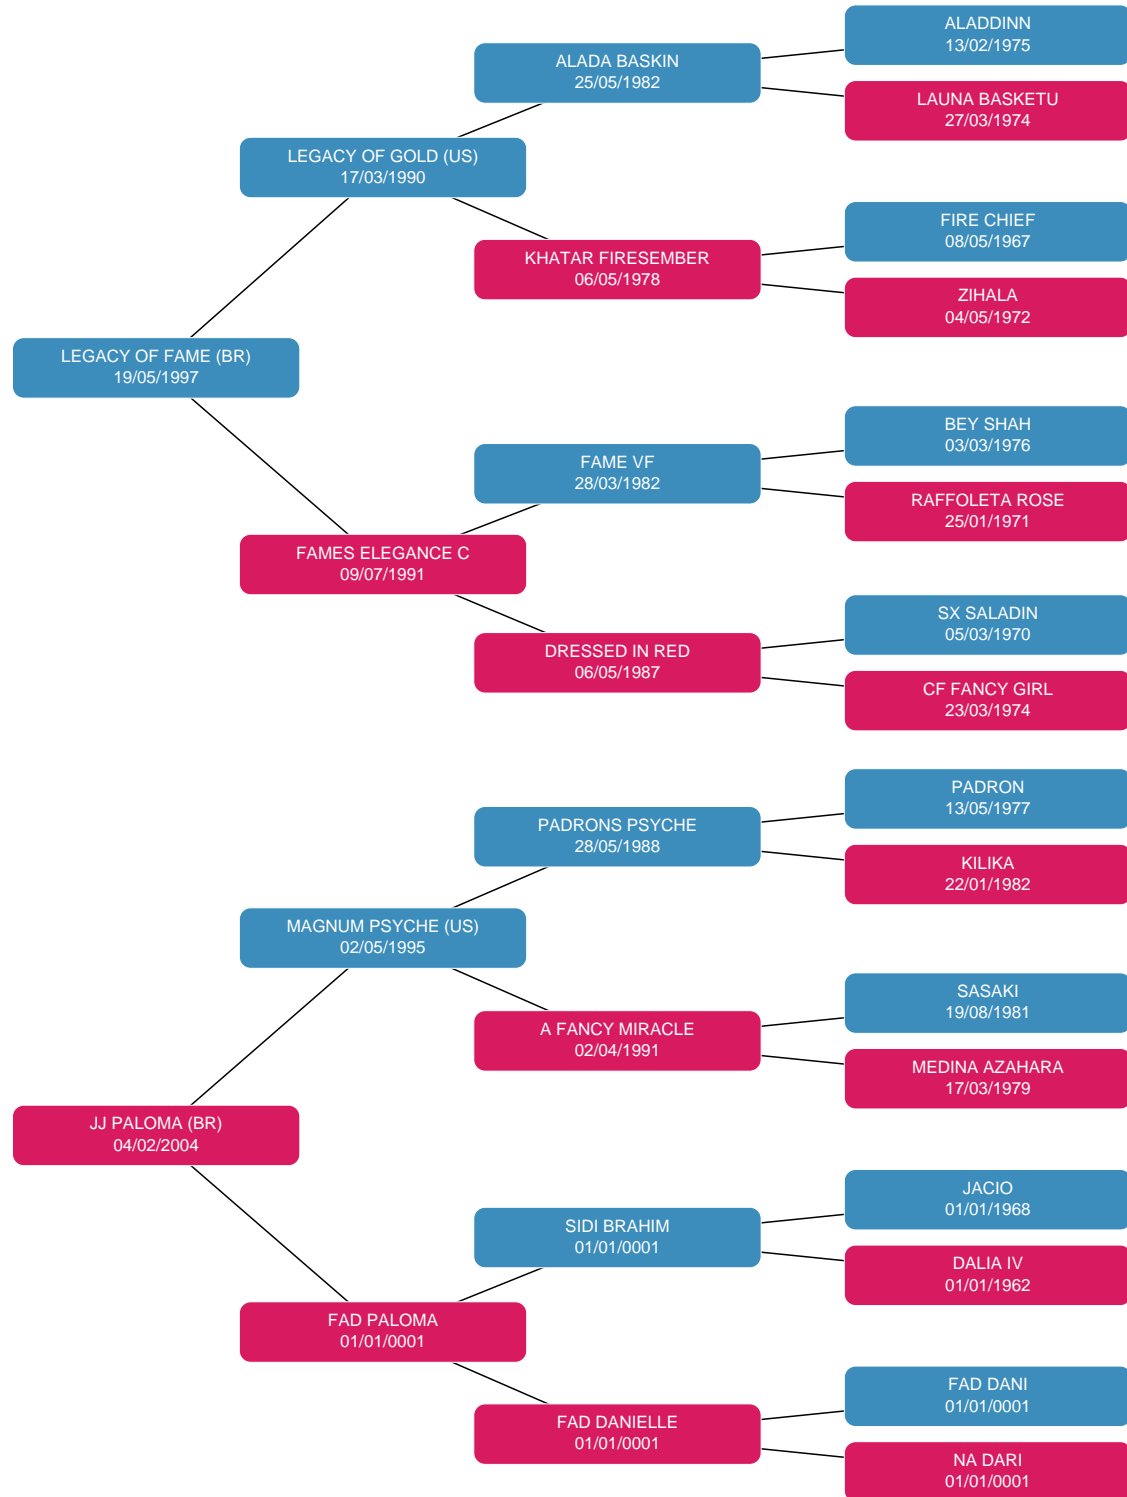 ALADDINN
13/02/1975
ALADA BASKIN
25/05/1982
LAUNA BASKETU
27/03/1974
LEGACY OF GOLD (US)
17/03/1990
FIRE CHIEF
08/05/1967
KHATAR FIRESEMBER
06/05/1978
ZIHALA
04/05/1972
LEGACY OF FAME (BR)
19/05/1997
BEY SHAH
03/03/1976
FAME VF
28/03/1982
RAFFOLETA ROSE
25/01/1971
FAMES ELEGANCE C
09/07/1991
SX SALADIN
05/03/1970
DRESSED IN RED
06/05/1987
CF FANCY GIRL
23/03/1974
PADRON
13/05/1977
PADRONS PSYCHE
28/05/1988
KILIKA
22/01/1982
MAGNUM PSYCHE (US)
02/05/1995
SASAKI
19/08/1981
A FANCY MIRACLE
02/04/1991
MEDINA AZAHARA
17/03/1979
JJ PALOMA (BR)
04/02/2004
JACIO
01/01/1968
SIDI BRAHIM
01/01/0001
DALIA IV
01/01/1962
FAD PALOMA
01/01/0001
FAD DANI
01/01/0001
FAD DANIELLE
01/01/0001
NA DARI
01/01/0001